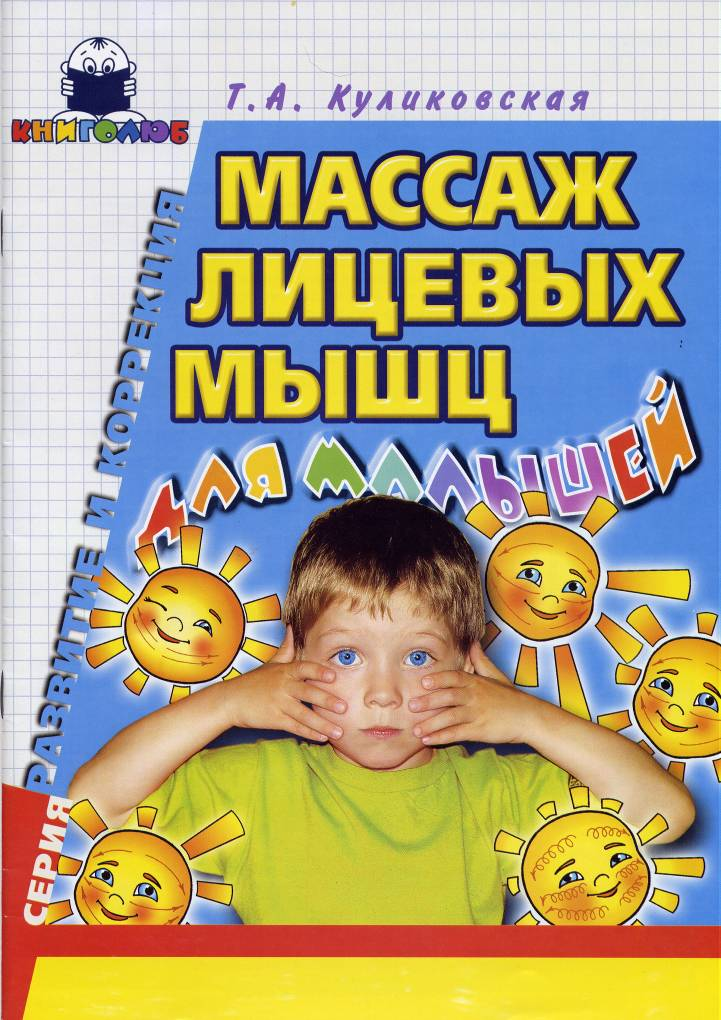 КНИГОЛЮБ
Т.А. Куликовская
МАССАЖ
ЛИЦЕВЫХ
МЫШЦ
ДЛЯ МАЛЫШЕЙ
СЕРИЯ РАЗВИТИЕ И КОРРЕКЦИЯ